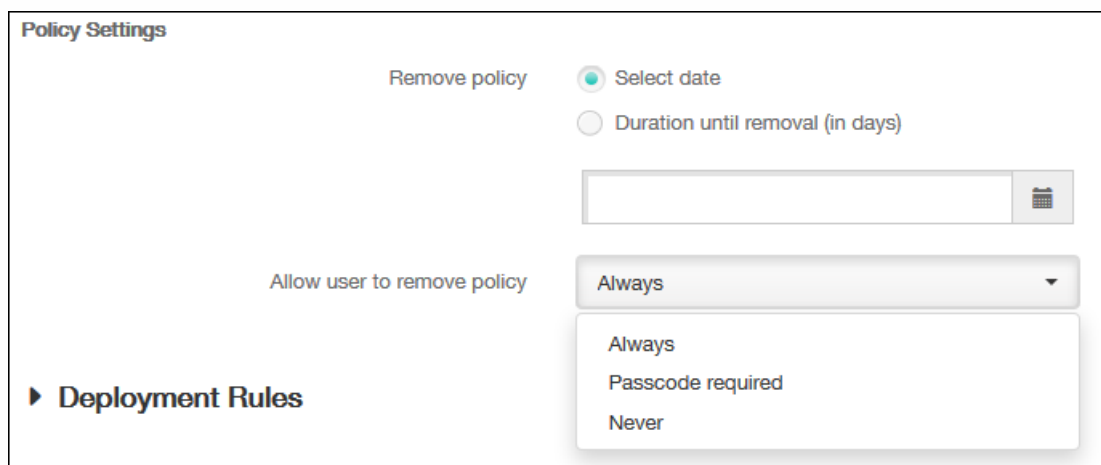 Policy Settings
Remove policy
Select date
Duration until removal (in days)
Allow user to remove policy
Always
Always
Passcode required
Never
Deployment Rules